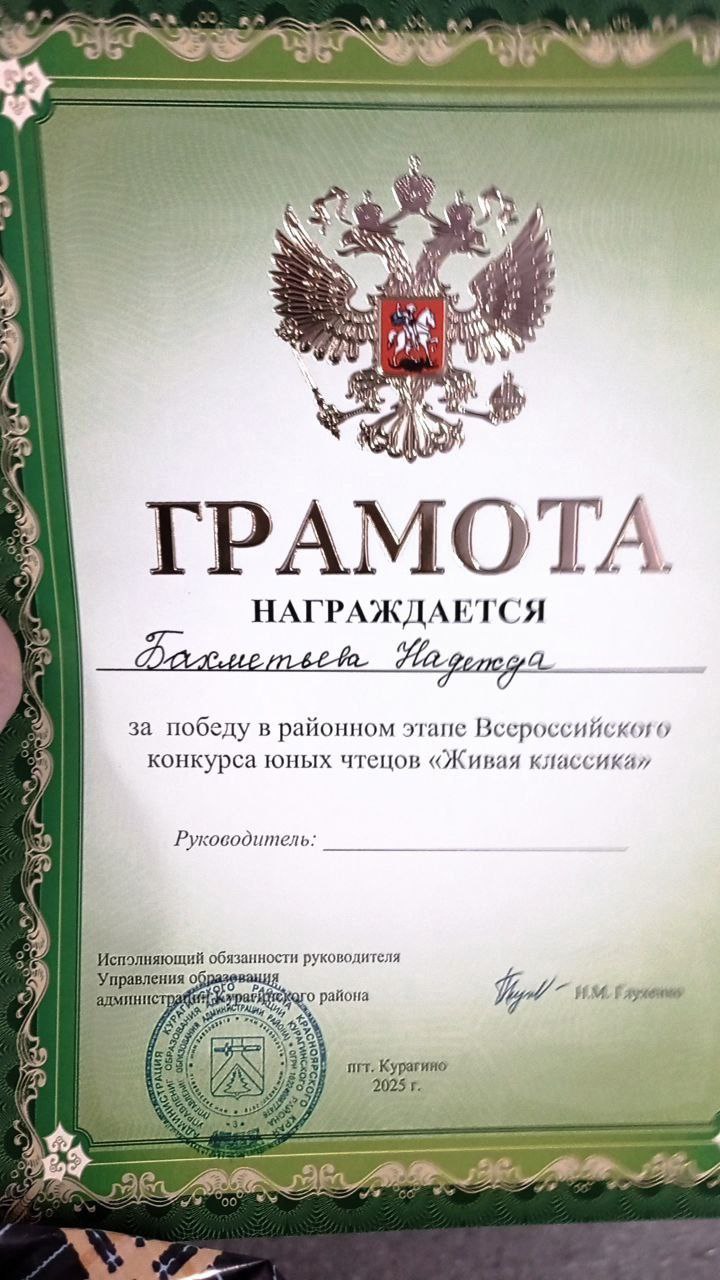 ГРАМОТА
НАГРАЖДАЕТСЯ
Бахметьева Надежда
за победу в районном этапе Всероссийского
конкурса юных чтецов «Живая классика»
Руководитель:
Исполняющий обязанности руководителя
Управления образования
администрации Курагинского района
Н.М.
пгт. Курагино
2025 г.